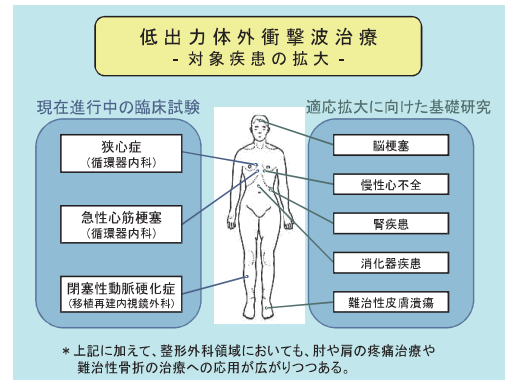 低出力体外衝撃波治療
- 対象疾患の拡大 -
現在進行中の臨床試験
狭心症
(循環器内科)
急性心筋梗塞
(循環器内科)
閉塞性動脈硬化症
(移植再建内視鏡外科)
適応拡大に向けた基礎研究
脳梗塞
慢性心不全
腎疾患
消化器疾患
難治性皮膚潰瘍
*上記に加えて、整形外科領域においても、肘や肩の疼痛治療や
難治性骨折の治療への応用が広がりつつある。